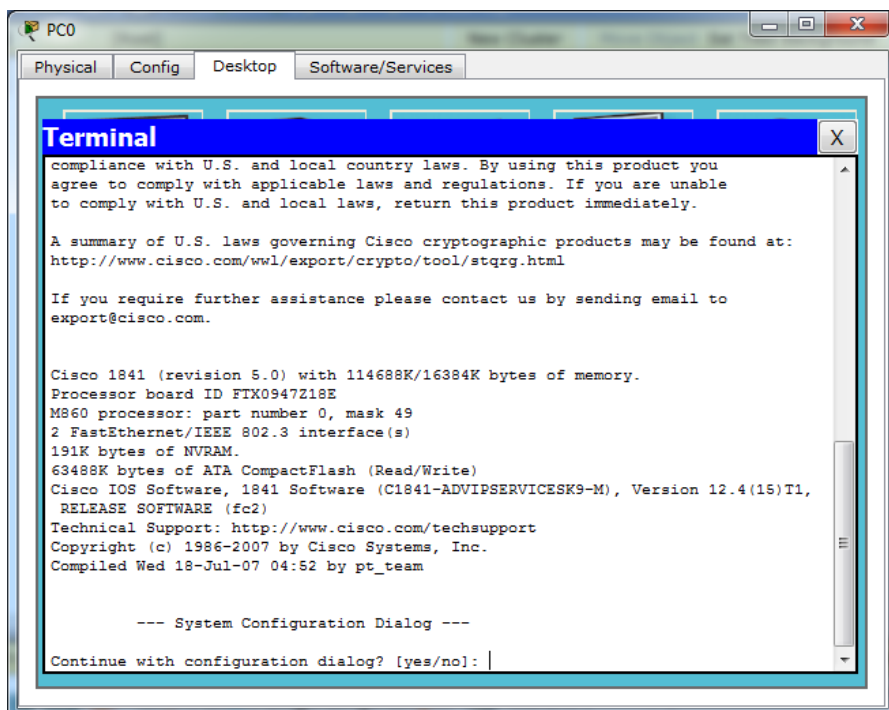 PC0
Physical Config Desktop Software/Services
Terminal
X
compliance with U.S. and local country laws. By using this product you
agree to comply with applicable laws and regulations. If you are unable
to comply with U.S. and local laws, return this product immediately.
A summary of U.S. laws governing Cisco cryptographic products may be found at:
http://www.cisco.com/wwl/export/crypto/tool/stqrg.html
If you require further assistance please contact us by sending email to
export@cisco.com.
Cisco 1841 (revision 5.0) with 114688K/16384K bytes of memory.
Processor board ID FTX0947Z18E
M860 processor: part number 0, mask 49
2 FastEthernet/IEEE 802.3 interface(s)
191K bytes of NVRAM.
63488K bytes of ATA CompactFlash (Read/Write)
Cisco IOS Software, 1841 Software (C1841-ADVIPSERVICESK9-M), Version 12.4(15)T1,
RELEASE SOFTWARE (fc2)
Technical Support: http://www.cisco.com/techsupport
Copyright (c) 1986-2007 by Cisco Systems, Inc.
Compiled Wed 18-Jul-07 04:52 by pt_team
--- System Configuration Dialog ---
Continue with configuration dialog? [yes/no]: